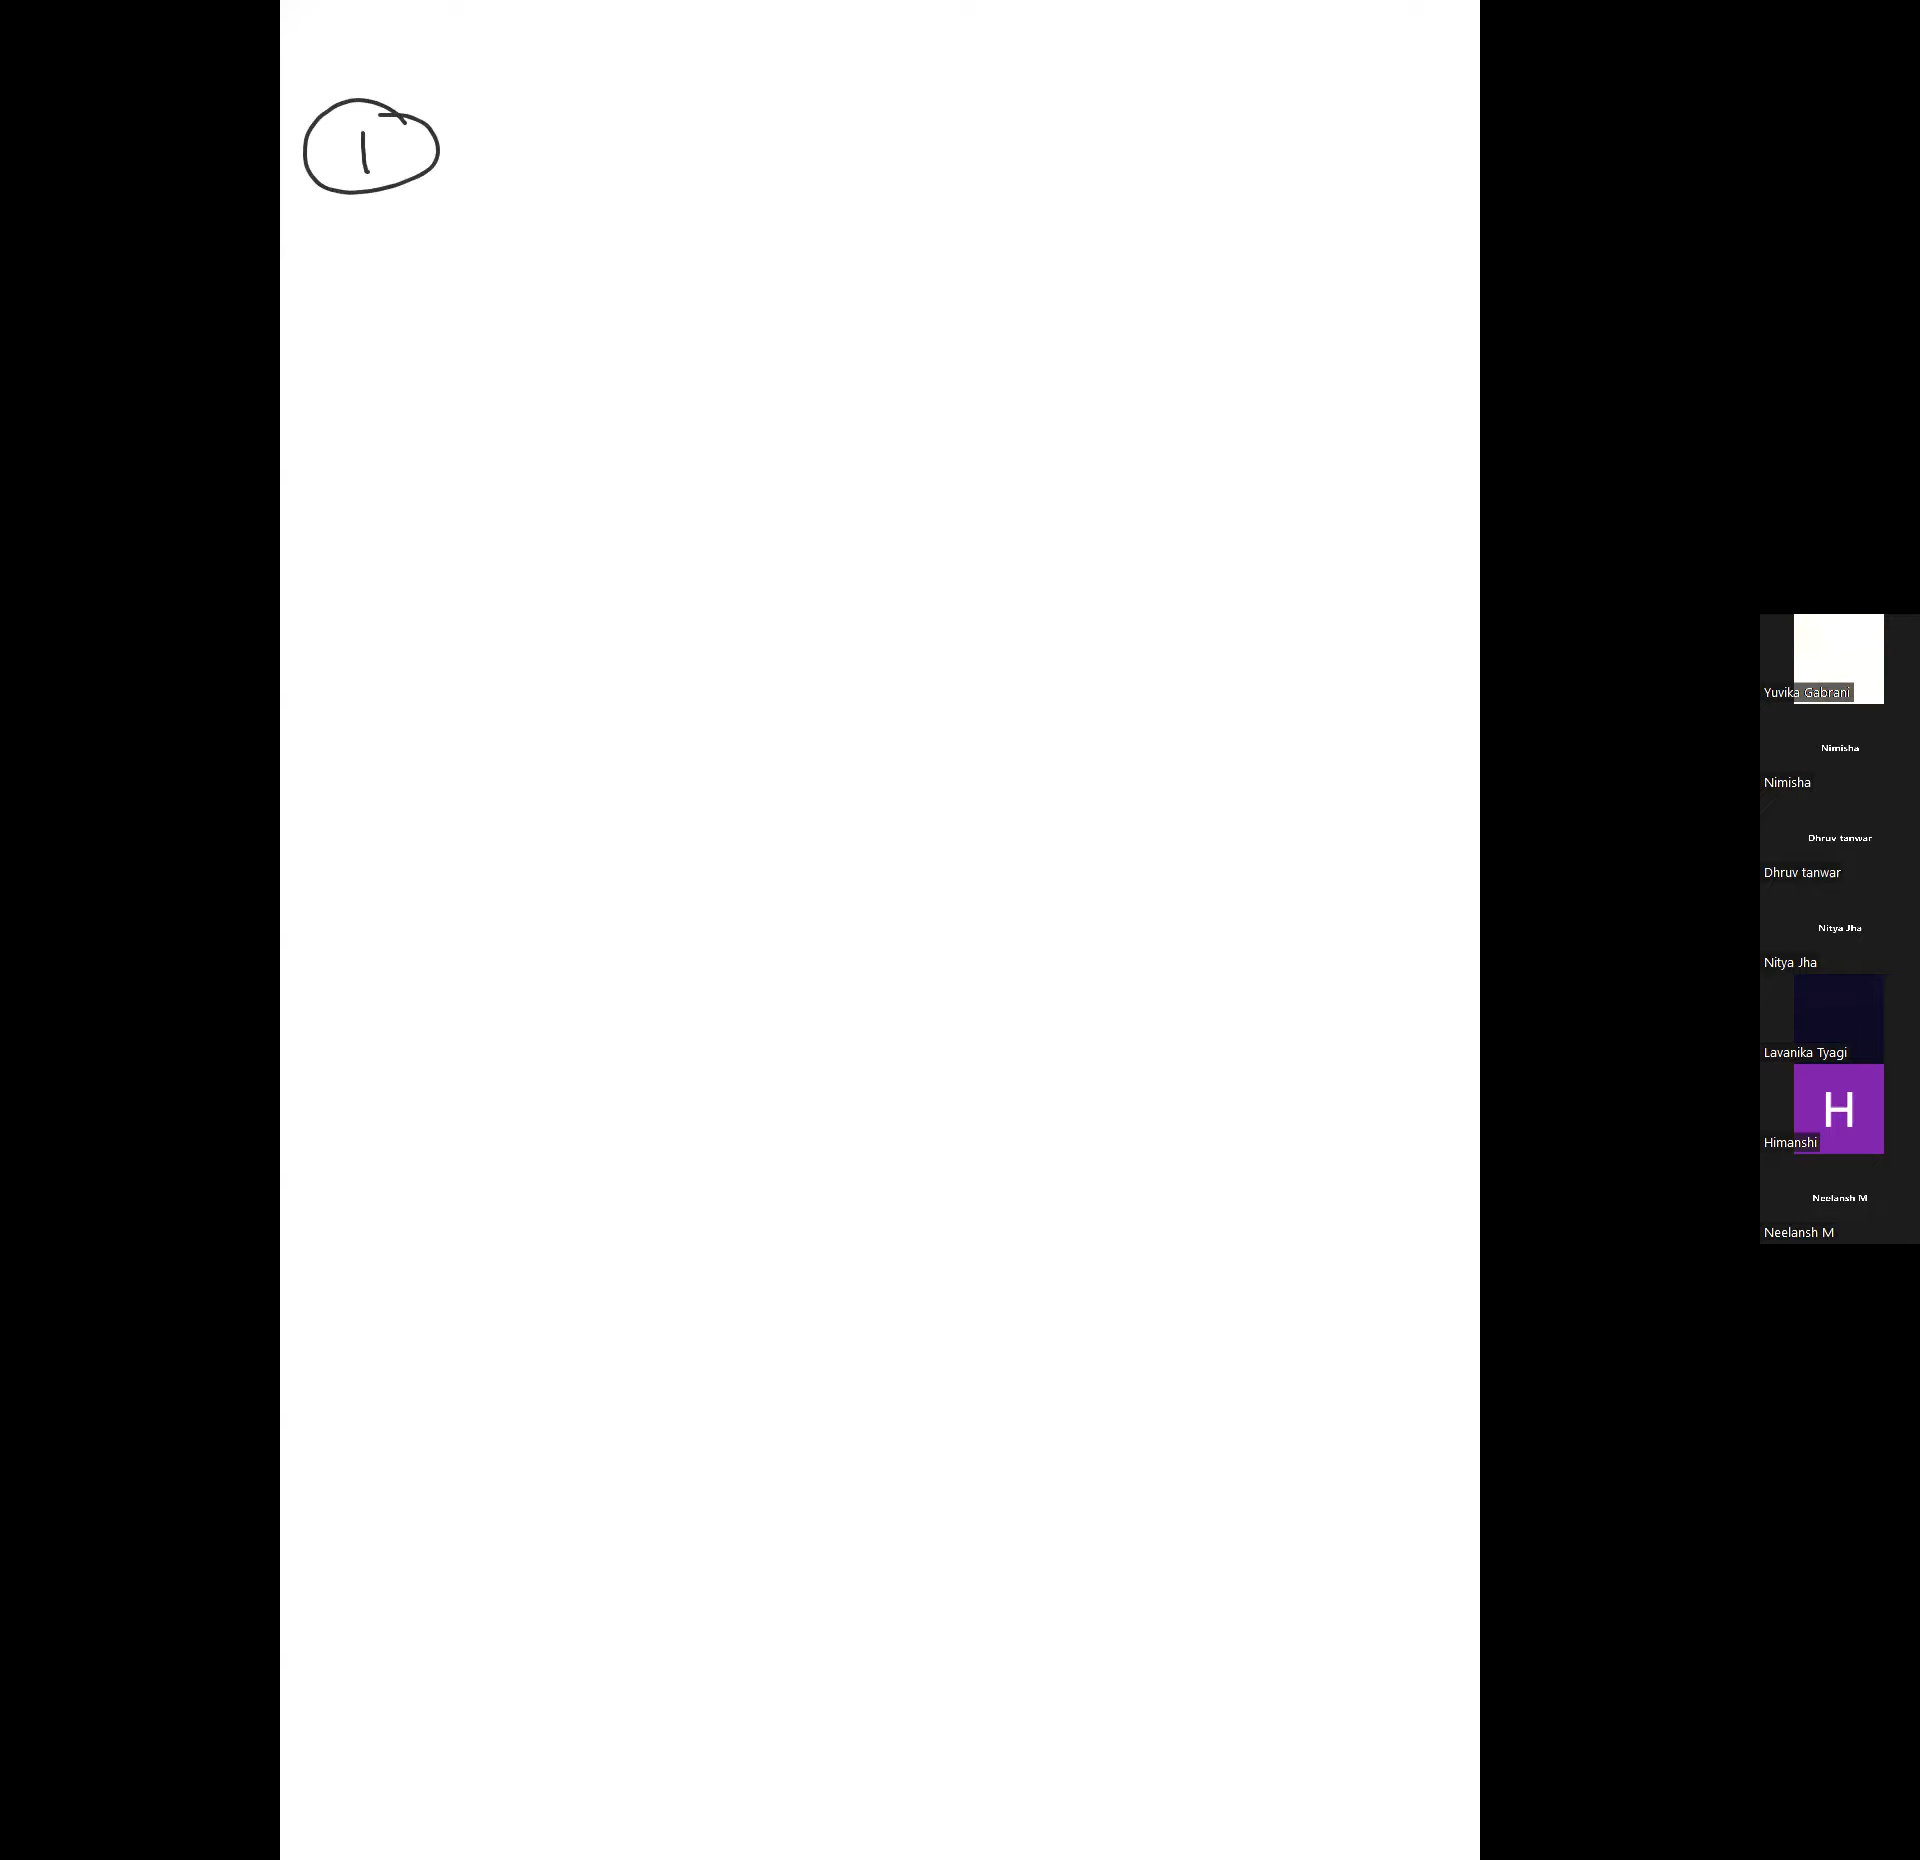 1
Yuvika Gabrani
Nimisha
Nimisha
Dhruv tanwar
Dhruv tanwar
Nitya Jha
Nitya Jha
Lavanika Tyagi
H
Himanshi
Neelansh M
Neelansh M